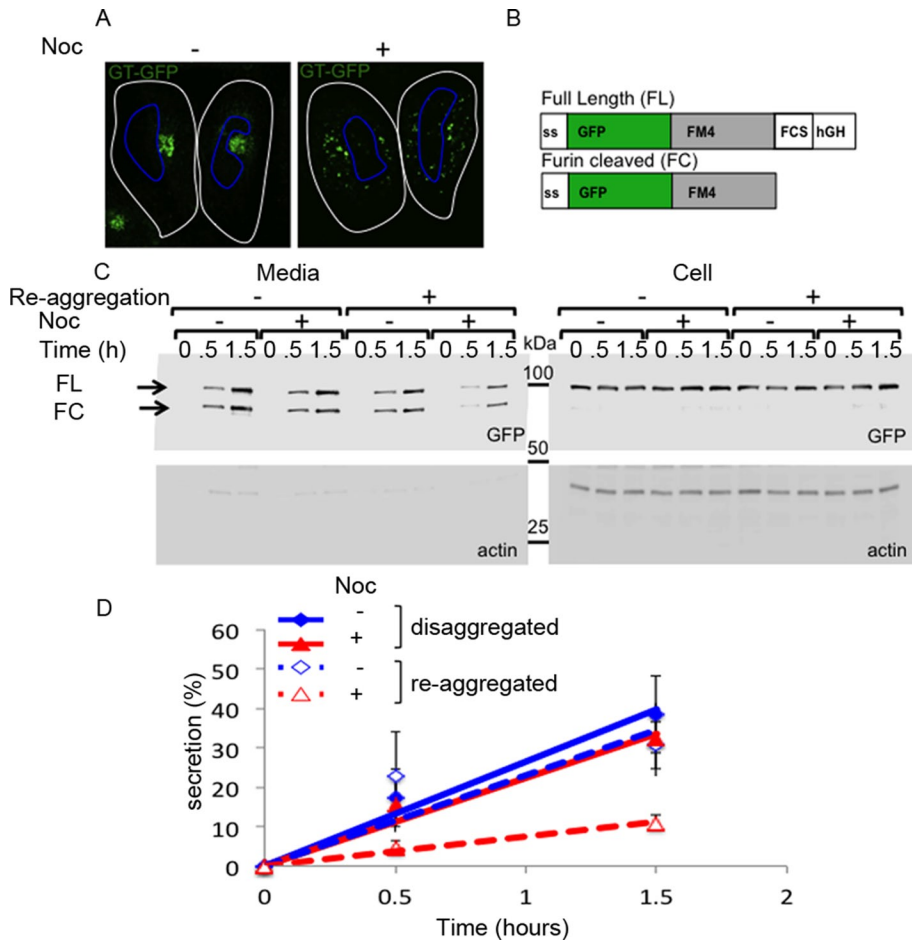 A
Noc
-
+
GT-GFP
GT-GFP
B
Full Length (FL)
ss GFP FM4 FCS hGH
Furin cleaved (FC)
ss GFP FM4
C
Media
Cell
Re-aggregation - + - +
Noc - + - + - + - +
Time (h) 0 .5 1.5 0 .5 1.5 0 .5 1.5 0 .5 1.5 kDa 0 .5 1.5 0 .5 1.5 0 .5 1.5 0 .5 1.5
FL
FC
100
GFP
GFP
50
25
actin
actin
D
Noc
- disaggregated
+
- re-aggregated
+
secretion (%)
60
50
40
30
20
10
0
0 0.5 1 1.5 2
Time (hours)